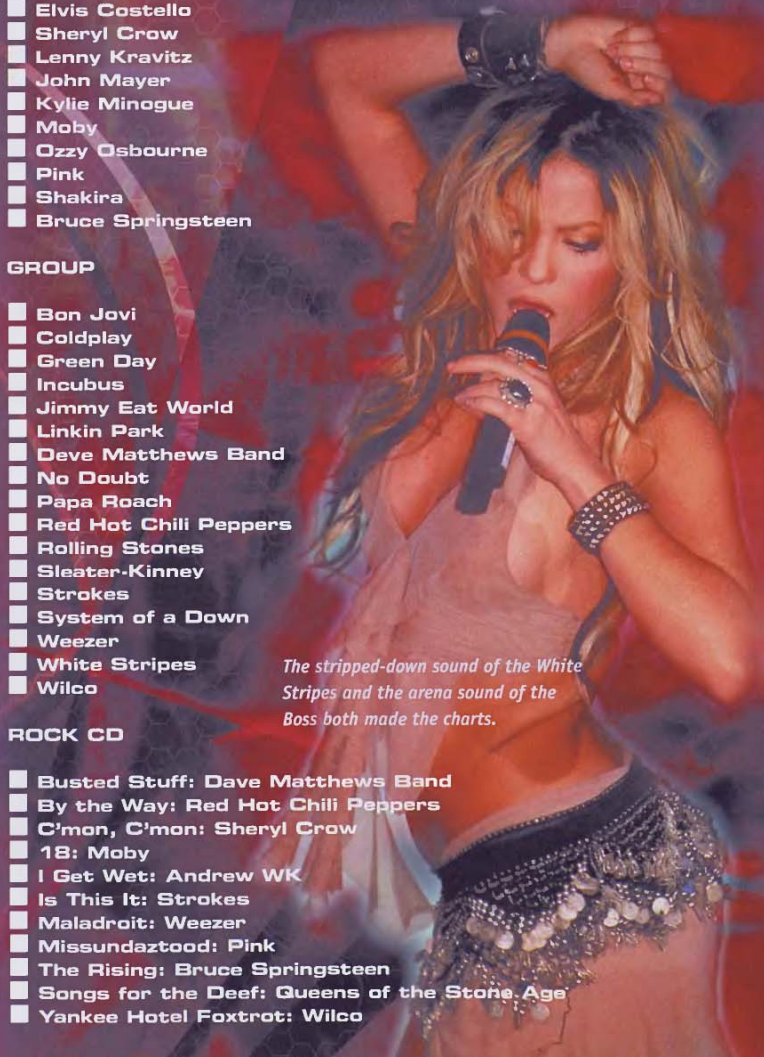 Elvis Costello
Sheryl Crow
Lenny Kravitz
John Mayer
Kylie Minogue
Moby
Ozzy Osbourne
Pink
Shakira
Bruce Springsteen
GROUP
Bon Jovi
Coldplay
Green Day
Incubus
Jimmy Eat World
Linkin Park
Deve Matthews Band
No Doubt
Papa Roach
Red Hot Chili Peppers
Rolling Stones
Sleater-Kinney
Strokes
System of a Down
Weezer
White Stripes
Wilco
The stripped-down sound of the White
Stripes and the arena sound of the
Boss both made the charts.
ROCK CD
Busted Stuff: Dave Matthews Band
By the Way: Red Hot Chili Peppers
C'mon, C'mon: Sheryl Crow
18: Moby
I Get Wet: Andrew WK
Is This It: Strokes
Maladroit: Weezer
Missundaztood: Pink
The Rising: Bruce Springsteen
Songs for the Deef: Queens of the Stone Age
Yankee Hotel Foxtrot: Wilco